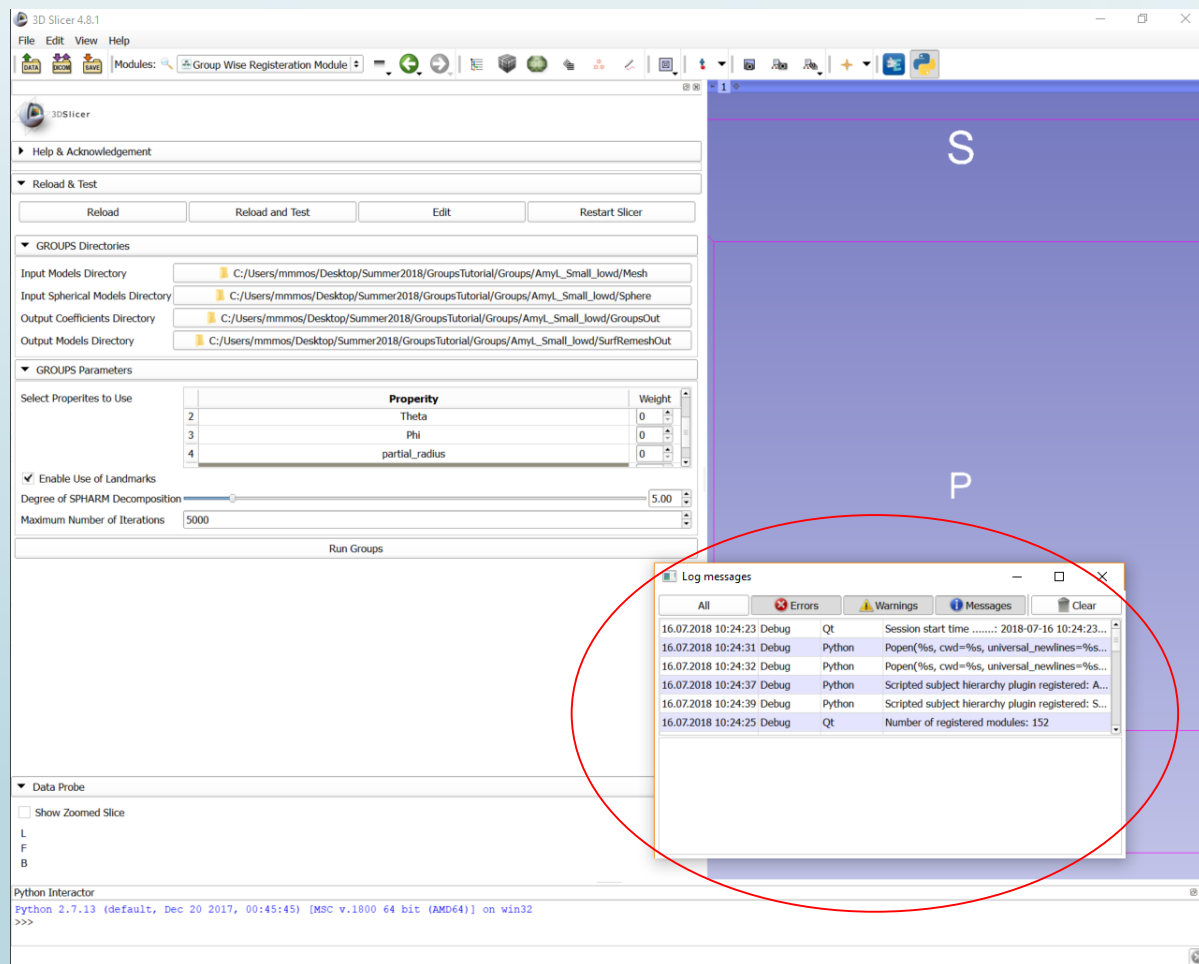 3D Slicer 4.8.1
File Edit View Help
DATA DICOM SAVE Modules: Group Wise Registeration Module
1
3DSlicer
Help & Acknowledgement
Reload & Test
Reload Reload and Test Edit Restart Slicer
GROUPS Directories
Input Models Directory C:/Users/mmmos/Desktop/Summer2018/GroupsTutorial/Groups/AmyL_Small_lowd/Mesh
Input Spherical Models Directory C:/Users/mmmos/Desktop/Summer2018/GroupsTutorial/Groups/AmyL_Small_lowd/Sphere
Output Coefficients Directory C:/Users/mmmos/Desktop/Summer2018/GroupsTutorial/Groups/AmyL_Small_lowd/GroupsOut
Output Models Directory C:/Users/mmmos/Desktop/Summer2018/GroupsTutorial/Groups/AmyL_Small_lowd/SurfRemeshOut
GROUPS Parameters
Select Properites to Use
Properity Weight
2 Theta 0
3 Phi 0
4 partial_radius 0
Enable Use of Landmarks
Degree of SPHARM Decomposition 5.00
Maximum Number of Iterations 5000
Run Groups
S
P
Log messages
All Errors Warnings Messages Clear
16.07.2018 10:24:23 Debug Qt Session start time .......: 2018-07-16 10:24:23...
16.07.2018 10:24:31 Debug Python Popen(%s, cwd=%s, universal_newlines=%s...
16.07.2018 10:24:32 Debug Python Popen(%s, cwd=%s, universal_newlines=%s...
16.07.2018 10:24:37 Debug Python Scripted subject hierarchy plugin registered: A...
16.07.2018 10:24:39 Debug Python Scripted subject hierarchy plugin registered: S...
16.07.2018 10:24:25 Debug Qt Number of registered modules: 152
Data Probe
Show Zoomed Slice
L
F
B
Python Interactor
Python 2.7.13 (default, Dec 20 2017, 00:45:45) [MSC v.1800 64 bit (AMD64)] on win32
>>>